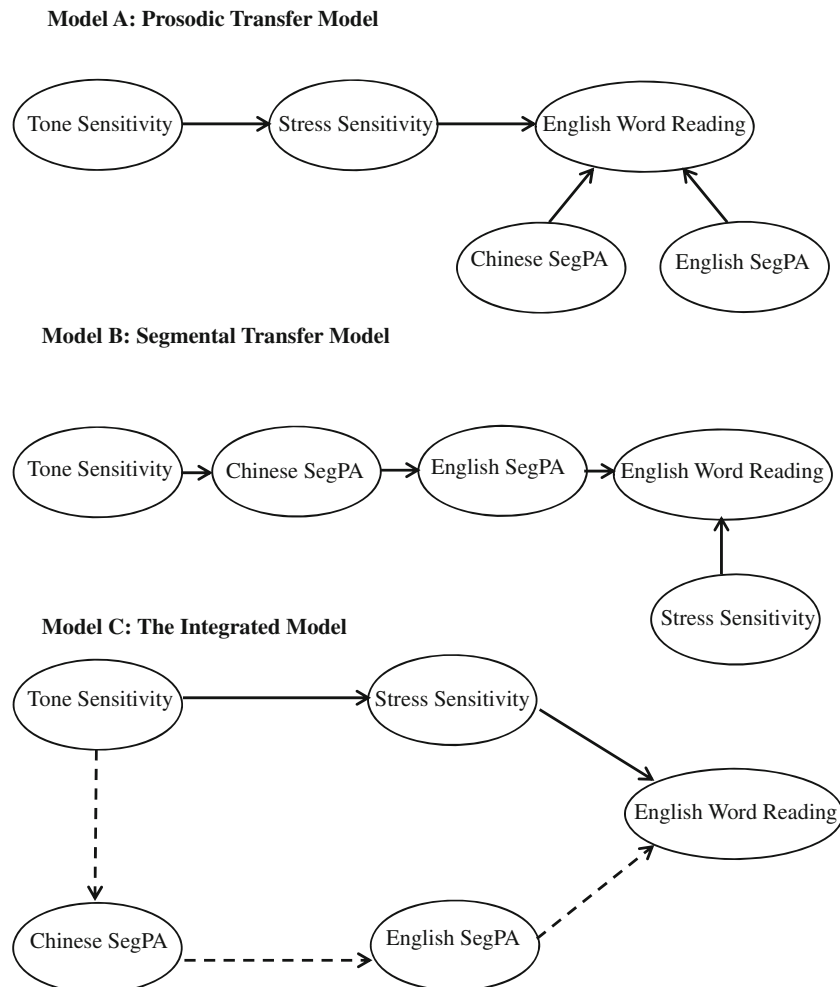 Model A: Prosodic Transfer Model
Tone Sensitivity
Stress Sensitivity
English Word Reading
Chinese SegPA
English SegPA
Model B: Segmental Transfer Model
Tone Sensitivity
Chinese SegPA
English SegPA
English Word Reading
Stress Sensitivity
Model C: The Integrated Model
Tone Sensitivity
Stress Sensitivity
English Word Reading
Chinese SegPA
English SegPA